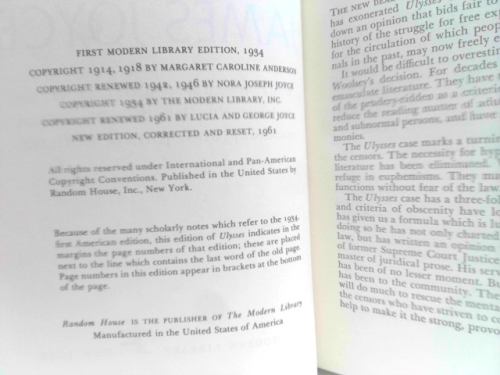 FIRST MODERN LIBRARY EDITION, 1934
COPYRIGHT 1914, 1918 BY MARGARET CAROLINE ANDERSON
COPYRIGHT RENEWED 1942, 1946 BY NORA JOSEPH JOYCE
COPYRIGHT 1934 BY THE MODERN LIBRARY, INC.
COPYRIGHT RENEWED 1961 BY LUCIA AND GEORGE JOYCE
NEW EDITION, CORRECTED AND RESET, 1961
All rights reserved under International and Pan-American
Copyright Conventions. Published in the United States by
Random House, Inc., New York.
Because of the many scholarly notes which refer to the 1934
first American edition, this edition of Ulysses indicates in the
margins the page numbers of that edition; these are placed
next to the line which contains the last word of the old page.
Page numbers in this edition appear in brackets at the bottom
of the page.
Random House IS THE PUBLISHER OF The Modern Library
Manufactured in the United States of America
THE NEW
has exonerated Ulysses
down an opinion that bids fair to
history of the struggle for free exp
for the circulation of which peop
nals in the past, may now freely e
It would be difficult to overesti
Woolsey's decision. For decades
emasculate literature. They have
of the prudery-ridden as a criteri
reduce the reading matter of
and subnormal persons, and
monies.
The Ulysses case marks a turnin
the censors. The necessity for hyp
literature has been eliminated.
refuge in euphemisms. They ma
functions without fear of the law
The Ulysses case has a three-fol
and criteria of obscenity have l
has given us a formula which is lu
doing so he has not only charted
law, but has written an opinion
of former Supreme Court Justice
master of juridical prose. His ser
has been of no lesser moment. Bu
has been to the community. Tha
will do much to rescue the menta
the censors who have striven to co
help to make it the strong, provo